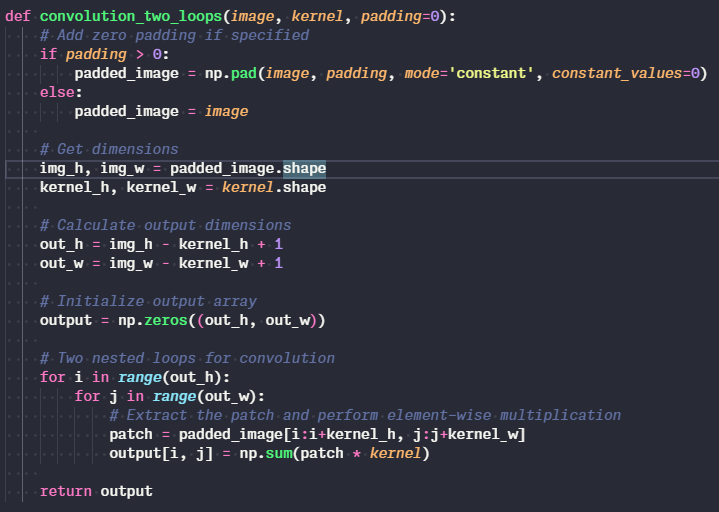 def convolution_two_loops(image, kernel, padding=0):
    # Add zero padding if specified
    if padding > 0:
        padded_image = np.pad(image, padding, mode='constant', constant_values=0)
    else:
        padded_image = image

    # Get dimensions
    img_h, img_w = padded_image.shape
    kernel_h, kernel_w = kernel.shape

    # Calculate output dimensions
    out_h = img_h - kernel_h + 1
    out_w = img_w - kernel_w + 1

    # Initialize output array
    output = np.zeros((out_h, out_w))

    # Two nested loops for convolution
    for i in range(out_h):
        for j in range(out_w):
            # Extract the patch and perform element-wise multiplication
            patch = padded_image[i:i+kernel_h, j:j+kernel_w]
            output[i, j] = np.sum(patch * kernel)

    return output